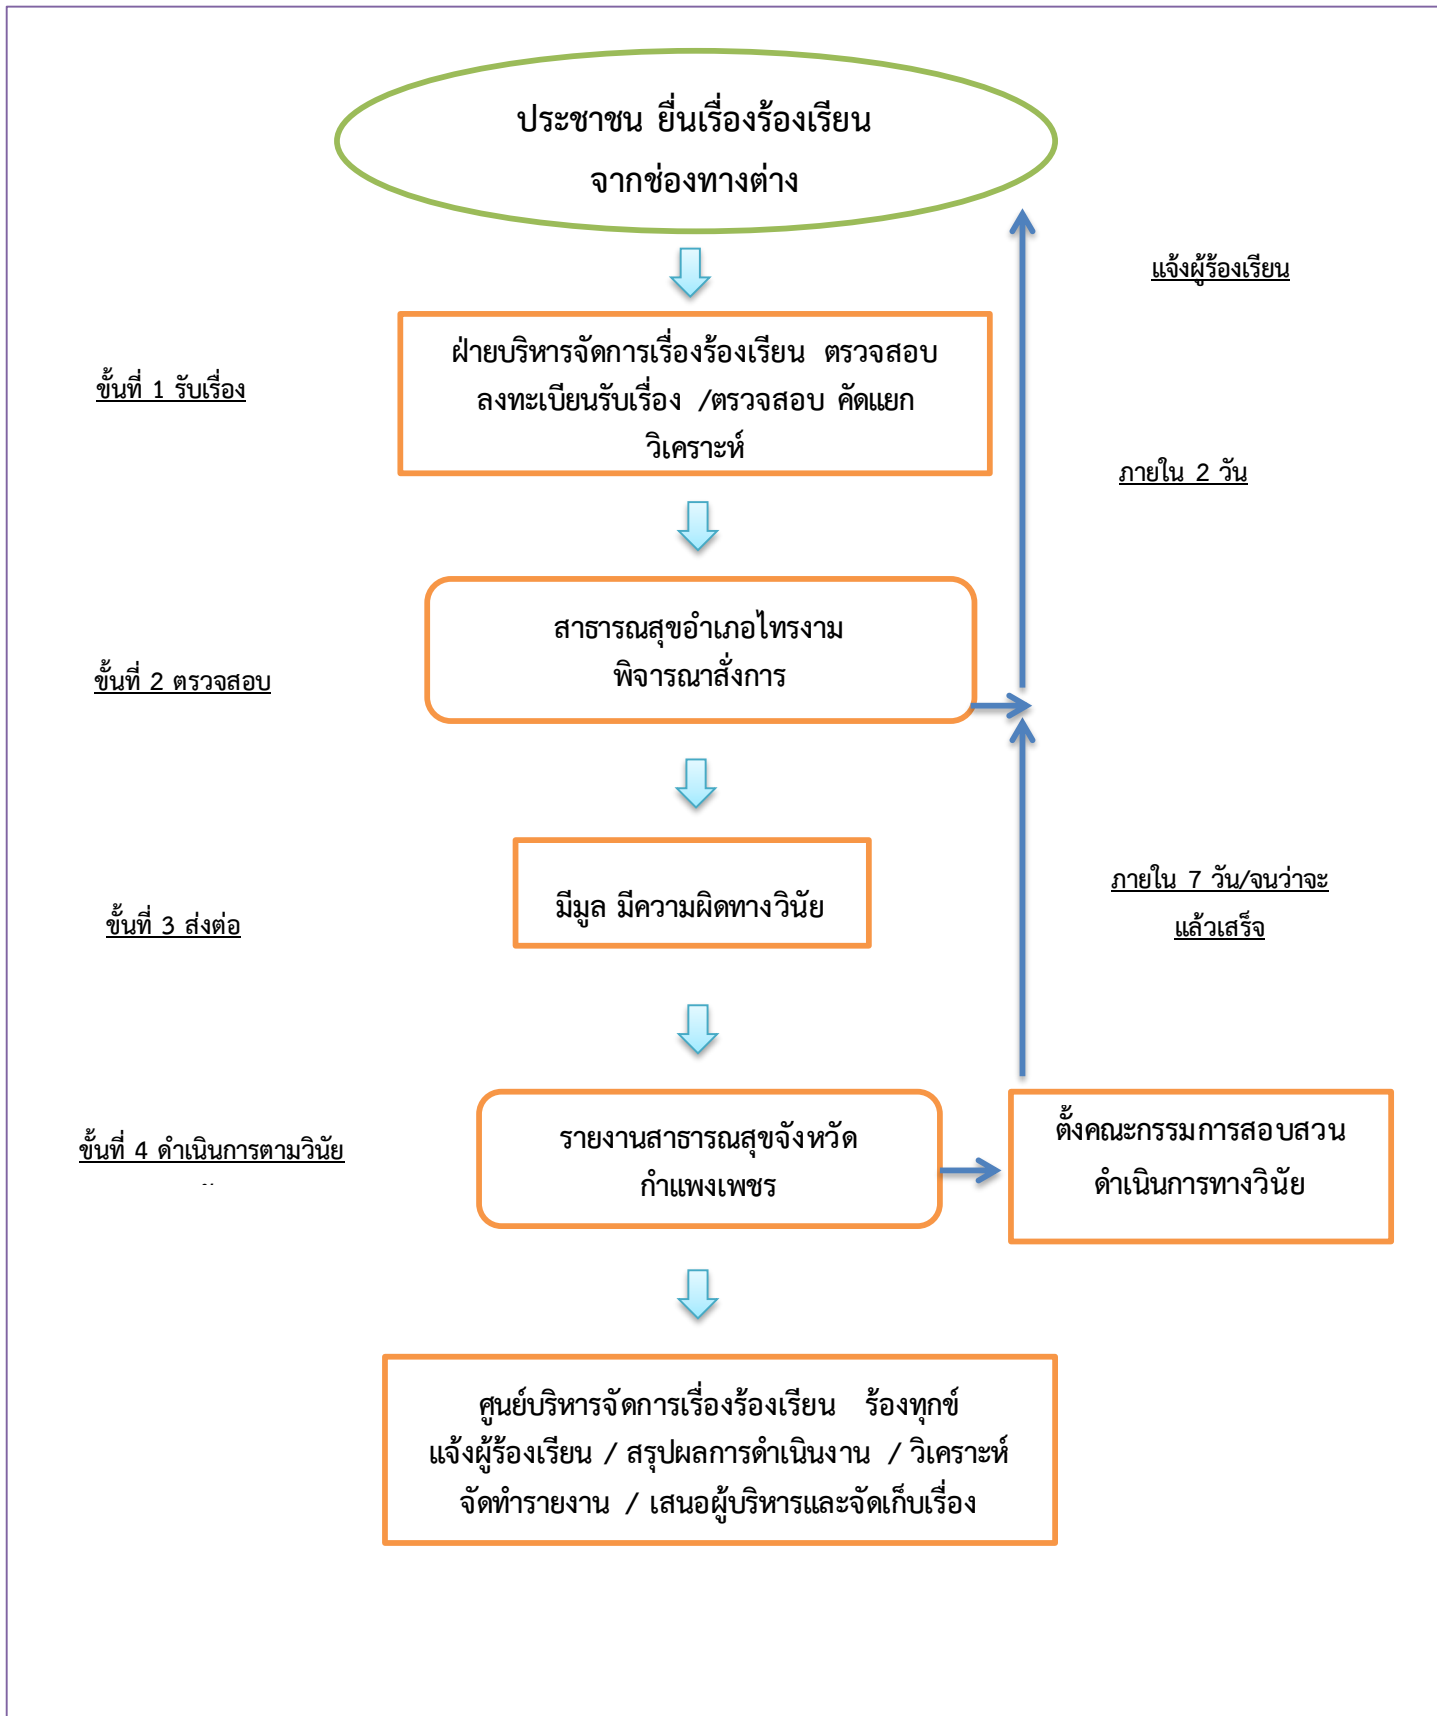 ประชาชน ยื่นเรื่องร้องเรียน
จากช่องทางต่าง
แจ้งผู้ร้องเรียน
ขั้นที่ 1 รับเรื่อง
ฝ่ายบริหารจัดการเรื่องร้องเรียน ตรวจสอบ
ลงทะเบียนรับเรื่อง /ตรวจสอบ คัดแยก
วิเคราะห์
ภายใน 2 วัน
ขั้นที่ 2 ตรวจสอบ
สาธารณสุขอำเภอไทรงาม
พิจารณาสั่งการ
ขั้นที่ 3 ส่งต่อ
มีมูล มีความผิดทางวินัย
ภายใน 7 วัน/จนว่าจะ
แล้วเสร็จ
ขั้นที่ 4 ดำเนินการตามวินัย
รายงานสาธารณสุขจังหวัด
กำแพงเพชร
ตั้งคณะกรรมการสอบสวน
ดำเนินการทางวินัย
ศูนย์บริหารจัดการเรื่องร้องเรียน ร้องทุกข์
แจ้งผู้ร้องเรียน / สรุปผลการดำเนินงาน / วิเคราะห์
จัดทำรายงาน / เสนอผู้บริหารและจัดเก็บเรื่อง